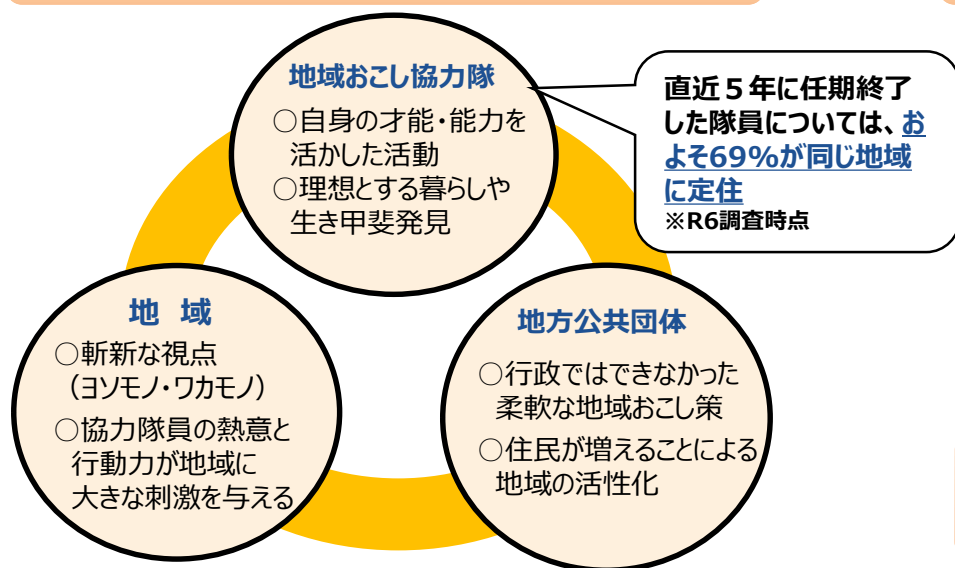 地域おこし協力隊
○自身の才能・能力を
活かした活動
○理想とする暮らしや
生き甲斐発見
直近５年に任期終了
した隊員については、お
よそ69%が同じ地域
に定住
※R6調査時点
地 域
○斬新な視点
(ヨソモノ・ワカモノ)
○協力隊員の熱意と
行動力が地域に
大きな刺激を与える
地方公共団体
○行政ではできなかった
柔軟な地域おこし策
○住民が増えることによる
地域の活性化